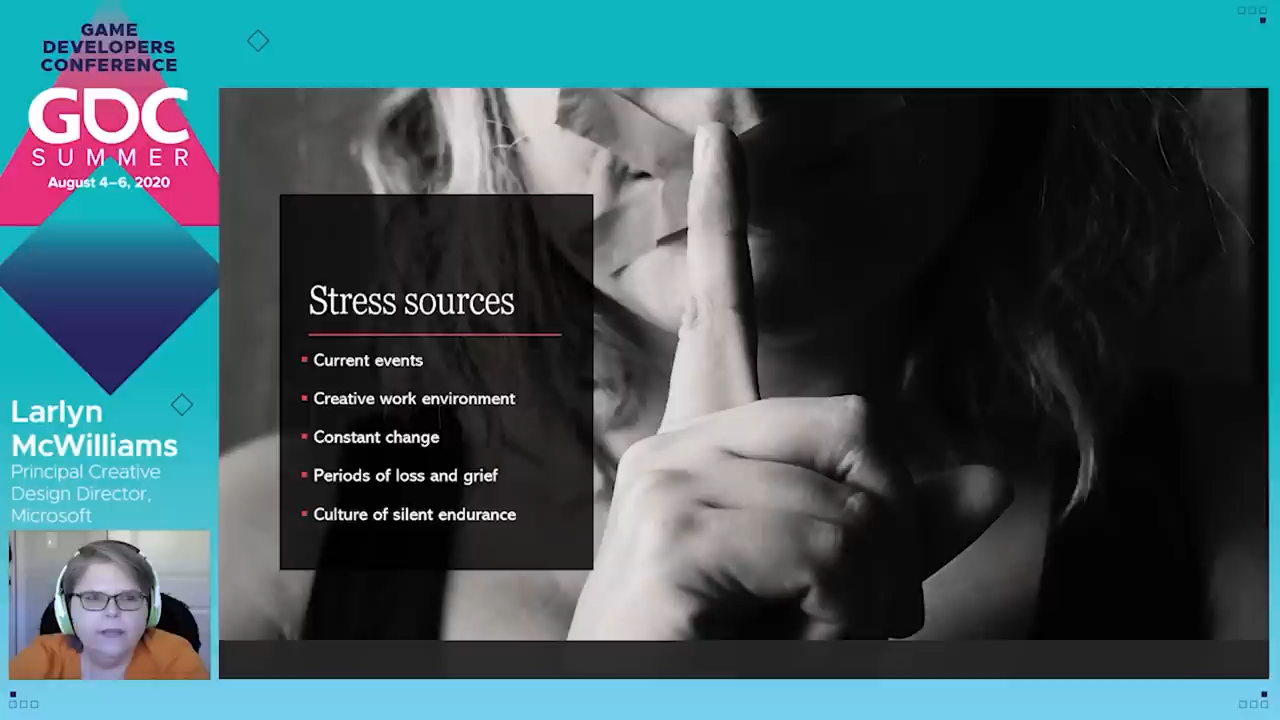 GAME
DEVELOPERS
CONFERENCE
GDC
SUMMER
August 4–6, 2020
Larlyn
McWilliams
Principal Creative
Design Director,
Microsoft
Stress sources
Current events
Creative work environment
Constant change
Periods of loss and grief
Culture of silent endurance